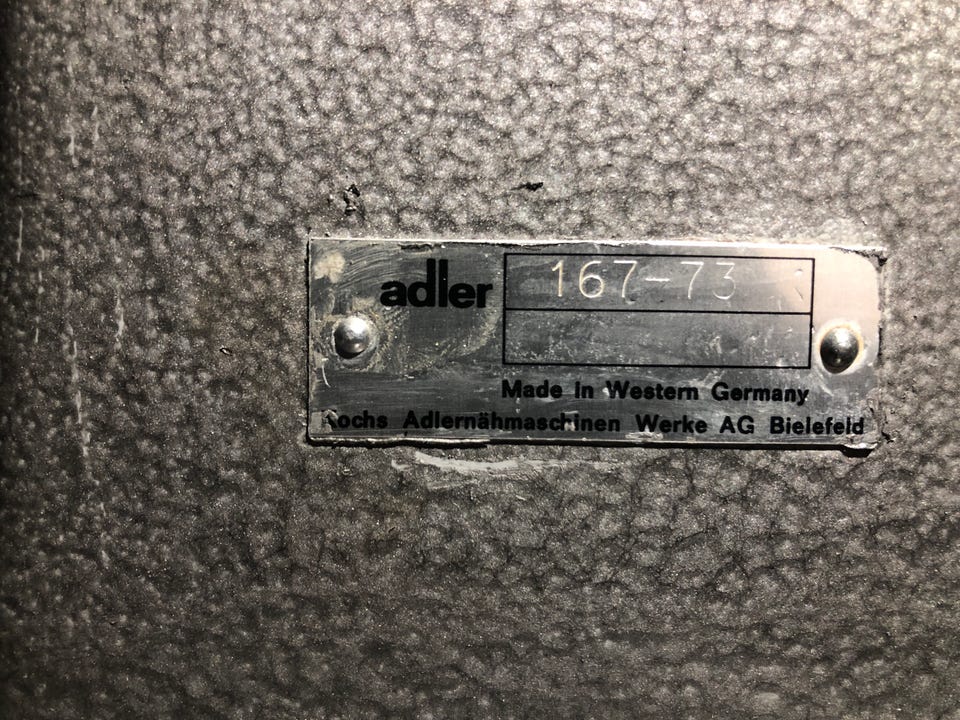 adler
167-73
Made In Western Germany
Kochs Adlernähmaschinen Werke AG Bielefeld